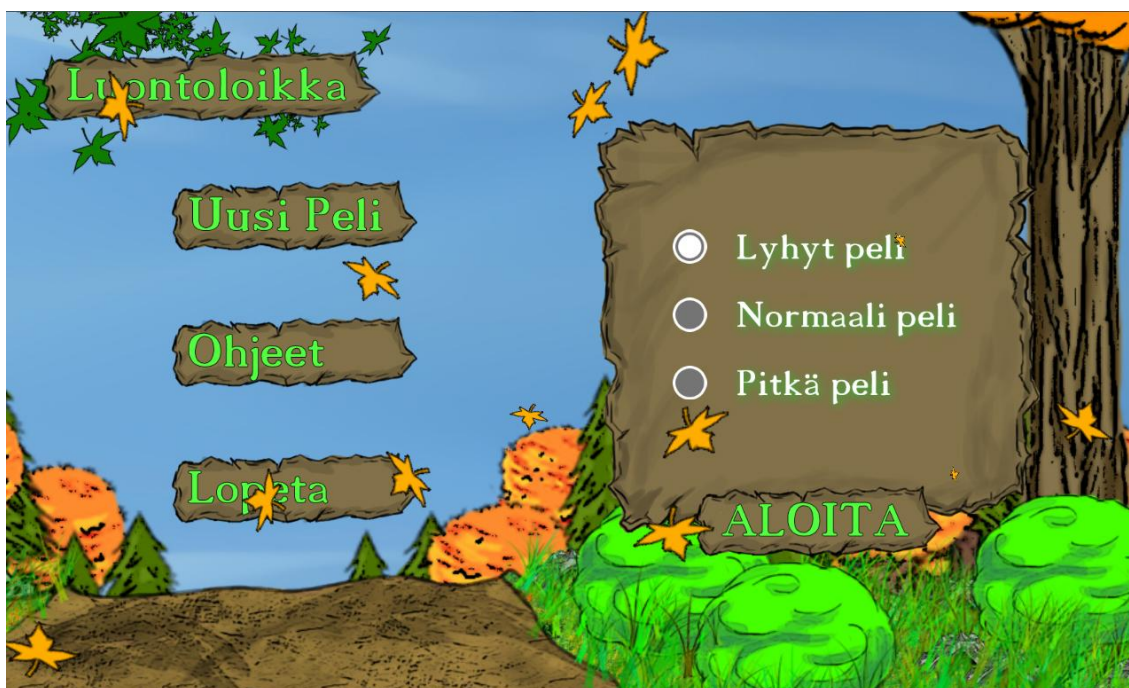 Luontoloikka
Uusi Peli
Ohjeet
Lopeta
Lyhyt peli
Normaali peli
Pitkä peli
ALOITA